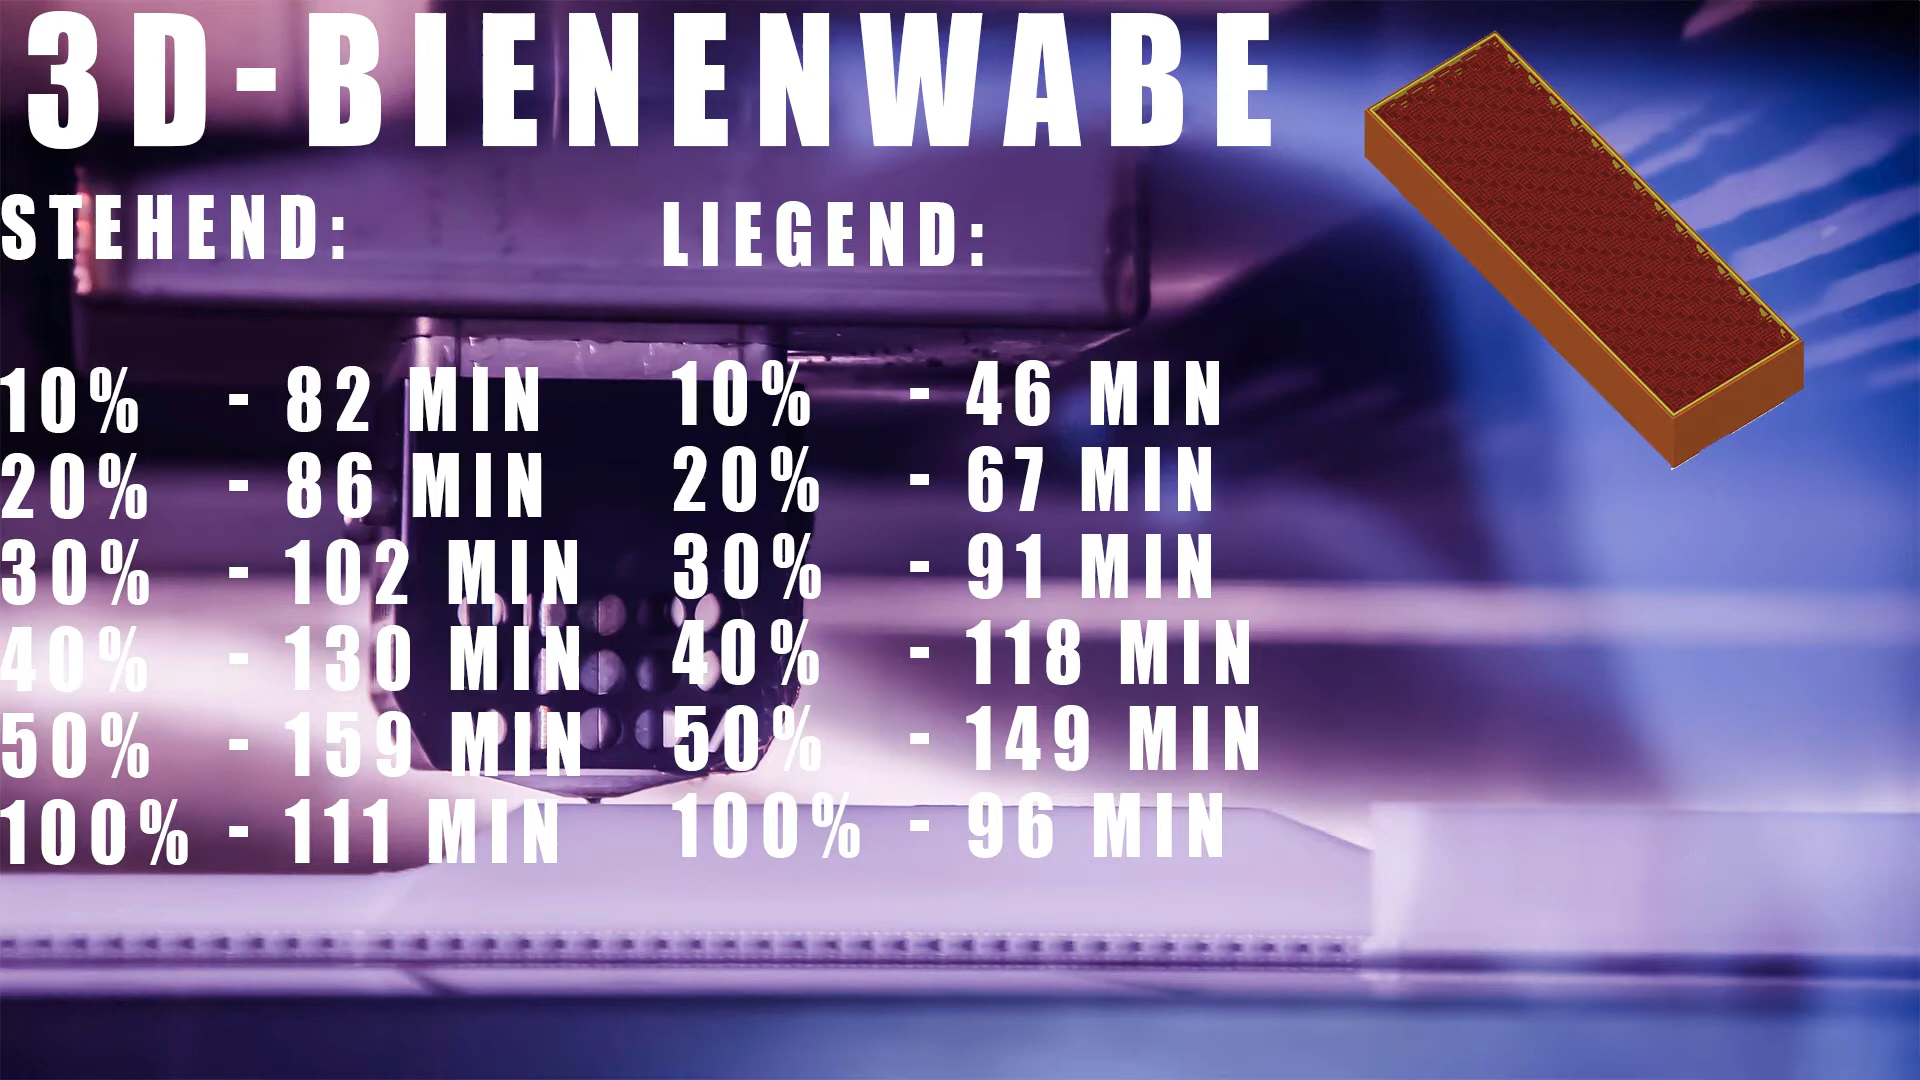 3D-BIENENWABE
STEHEND:
10% - 82 MIN
20% - 86 MIN
30% - 102 MIN
40% - 130 MIN
50% - 159 MIN
100% - 111 MIN
LIEGEND:
10% - 46 MIN
20% - 67 MIN
30% - 91 MIN
40% - 118 MIN
50% - 149 MIN
100% - 96 MIN